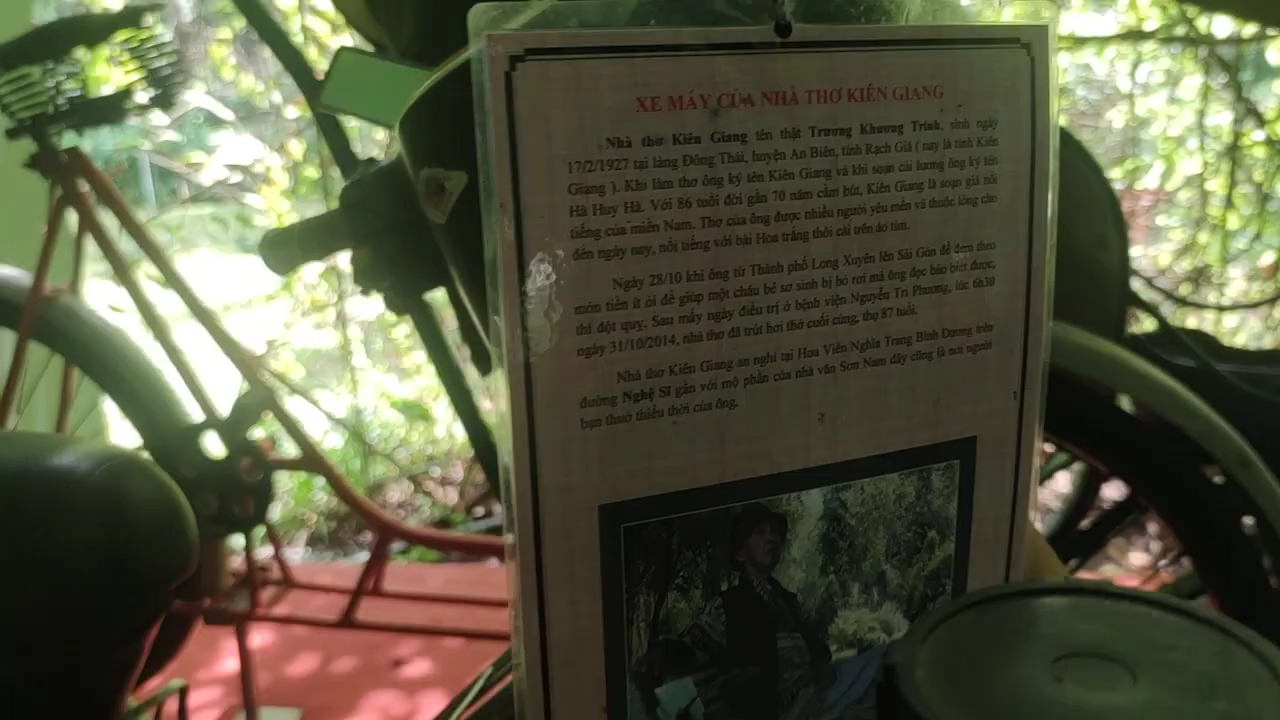 XE MÁY CỦA NHÀ THƠ KIÊN GIANG
Nhà thơ Kiên Giang tên thật Trương Khương Trinh, sinh ngày
17/2/1927 tại làng Đông Thái, huyện An Biên, tỉnh Rạch Giá ( nay là tỉnh Kiên
Giang ). Khi làm thơ ông ký tên Kiên Giang và khi soạn cải lương ông ký tên
Hà Huy Hà. Với 86 tuổi đời gần 70 năm cầm bút, Kiên Giang là soạn giả nổi
tiếng của miền Nam. Thơ của ông được nhiều người yêu mến và thuộc lòng cho
đến ngày nay, nổi tiếng với bài Hoa trắng thôi cài trên áo tím.
Ngày 28/10 khi ông từ Thành phố Long Xuyên lên Sài Gòn để đem theo
món tiền ít ỏi để giúp một cháu bé sơ sinh bị bỏ rơi mà ông đọc báo biết được,
thì đột quỵ. Sau mấy ngày điều trị ở bệnh viện Nguyễn Tri Phương, lúc 6h30
ngày 31/10/2014, nhà thơ đã trút hơi thở cuối cùng, thọ 87 tuổi.
Nhà thơ Kiên Giang an nghỉ tại Hoa Viên Nghĩa Trang Bình Dương trên
đường Nghệ Sĩ gần với mộ phần của nhà văn Sơn Nam đây cũng là nơi người
bạn thuở thiếu thời của ông.